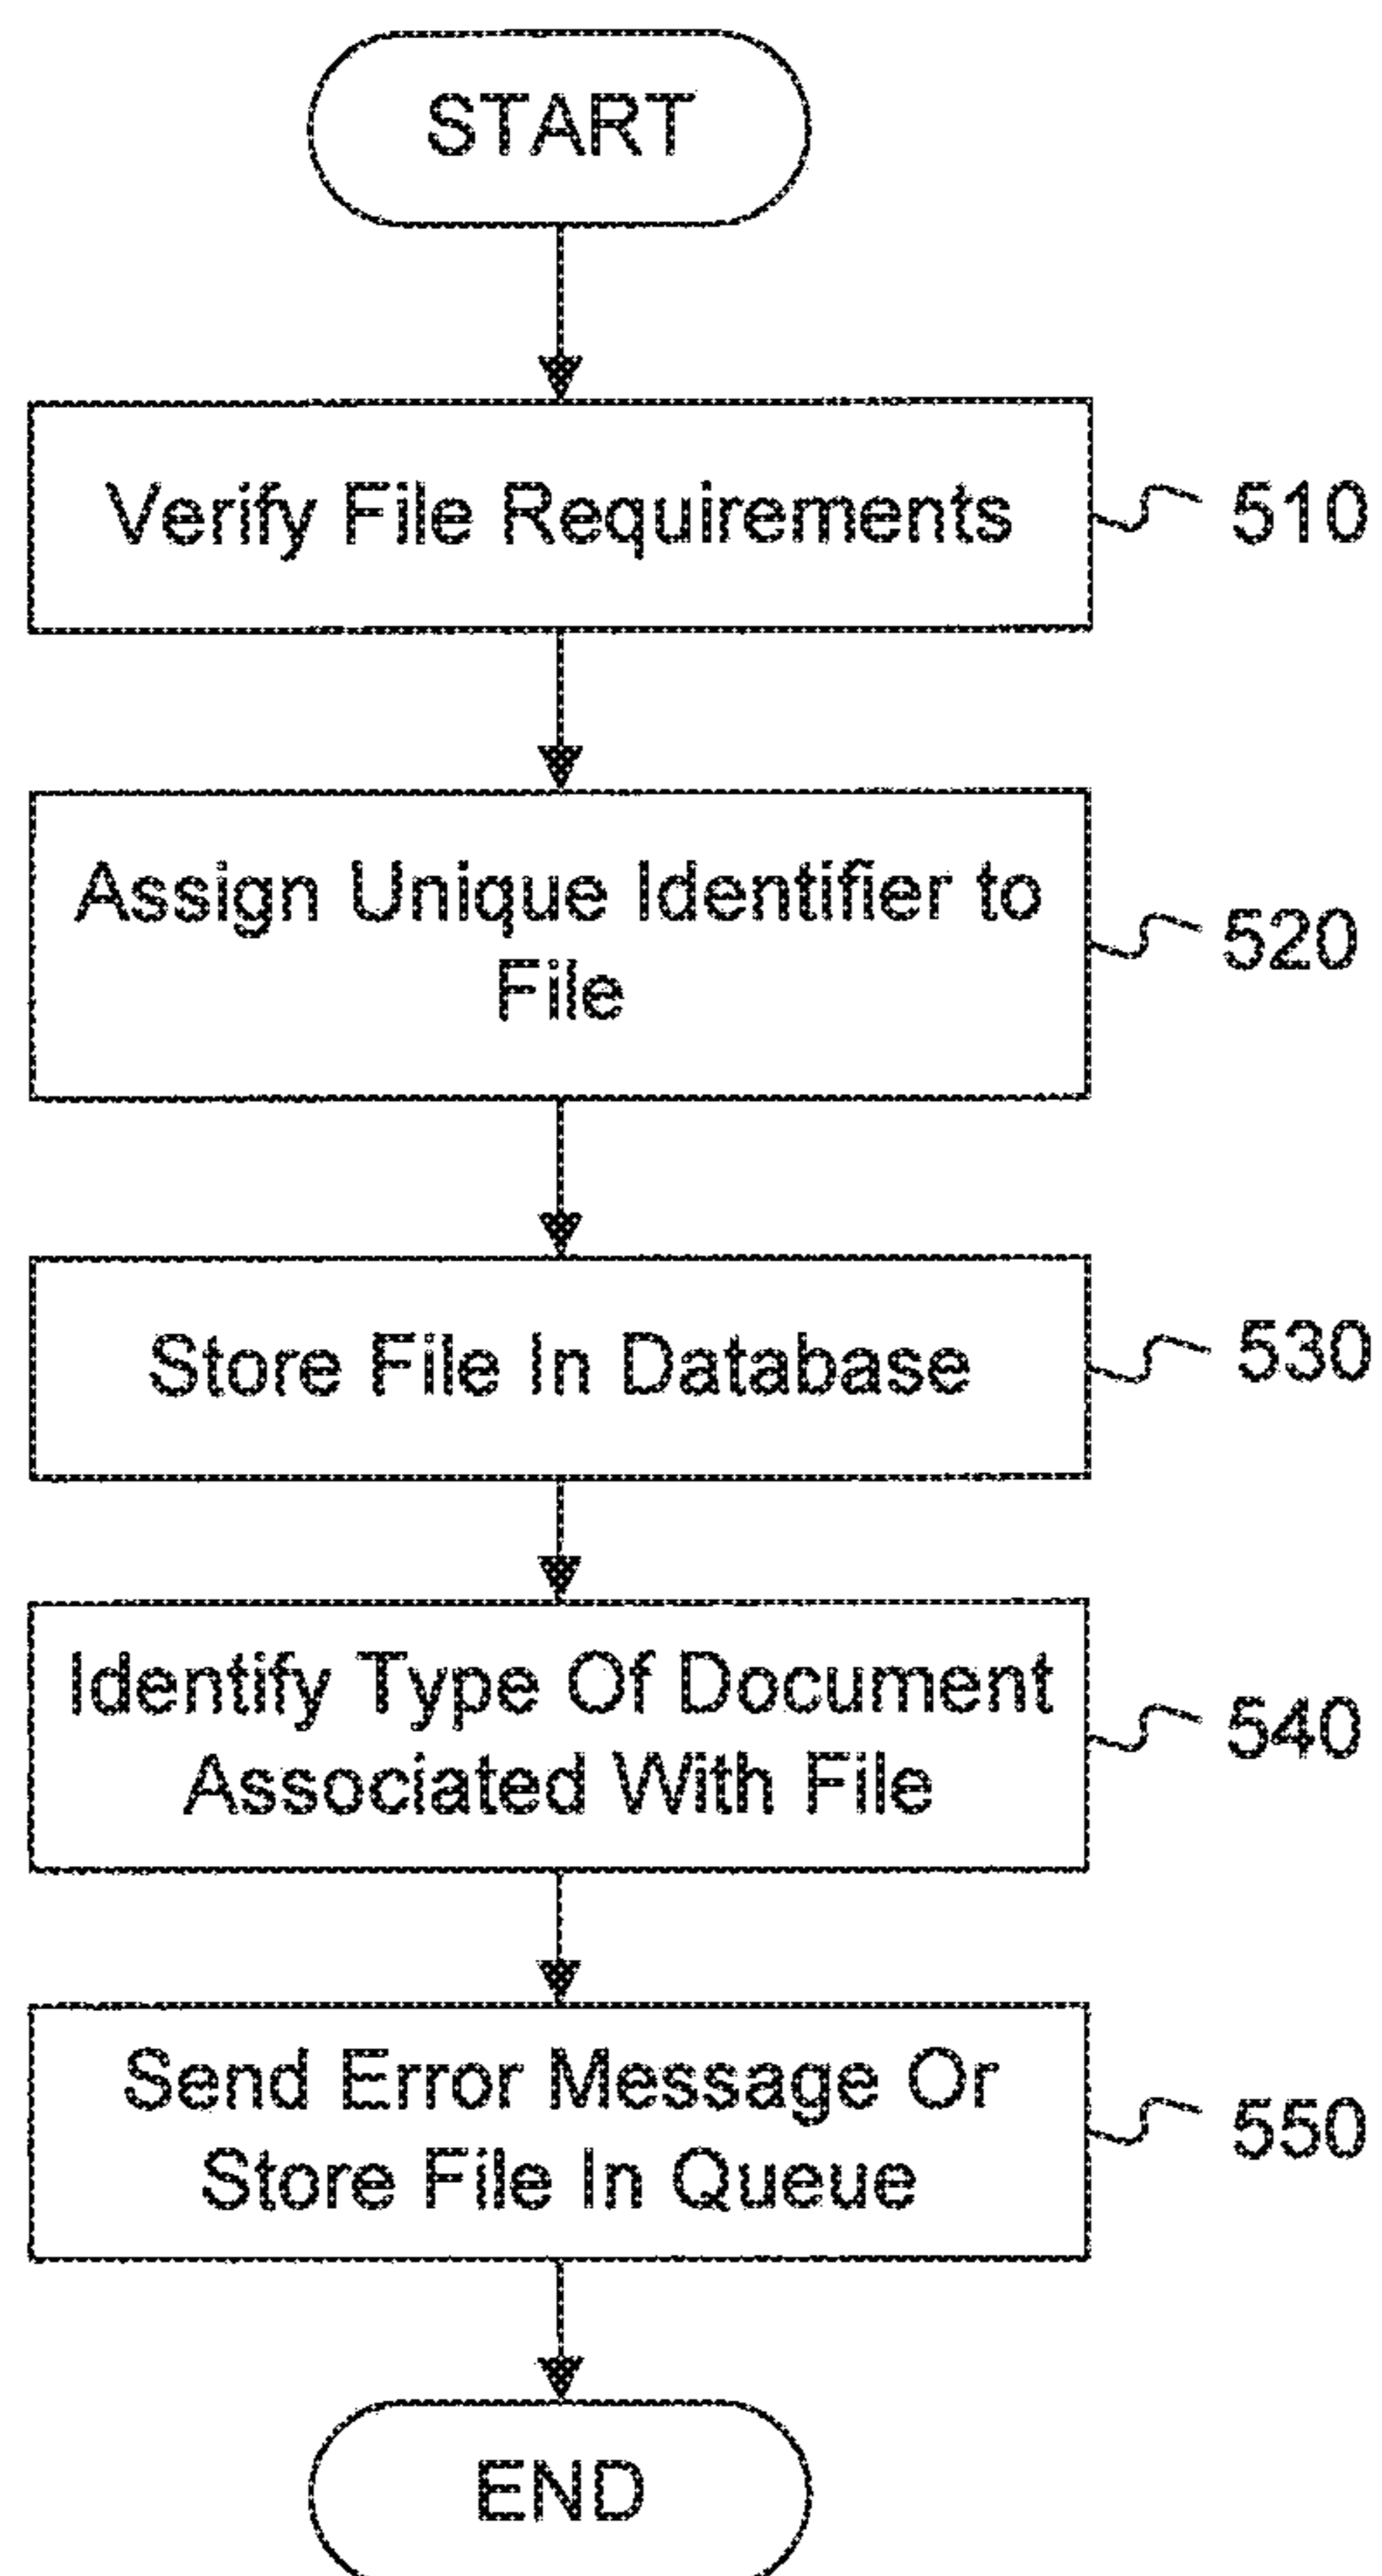 START
Verify File Requirements
510
Assign Unique Identifier to
File
520
Store File In Database
530
Identify Type Of Document
Associated With File
540
Send Error Message Or
Store File In Queue
550
END